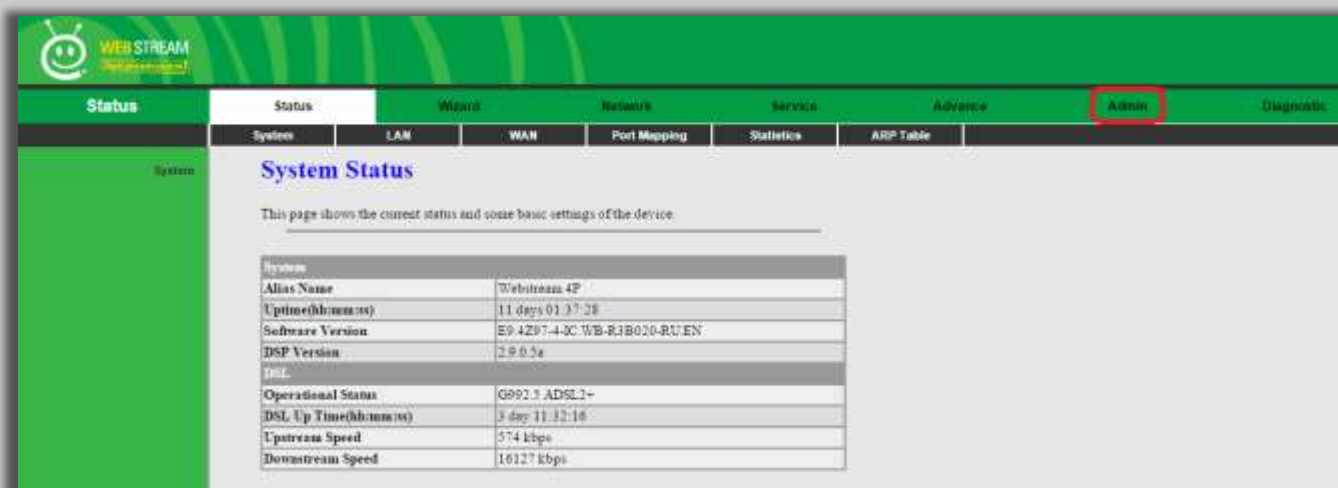 WEB STREAM
Status
Status Wizard Network Service Advance Admin Diagnostic
System LAN WAN Port Mapping Statistics ARP Table
System
System Status
This page shows the current status and some basic settings of the device.
System
Alias Name Webstream 4P
Uptime(hh:mm:ss) 11 days 01:37:28
Software Version E9.4Z97-4-IC.WB-R3B020-RU.EN
DSP Version 2.9.0.5a
DSL
Operational Status G992.5 ADSL2+
DSL Up Time(hh:mm:ss) 3 day 11:32:16
Upstream Speed 574 kbps
Downstream Speed 16127 kbps